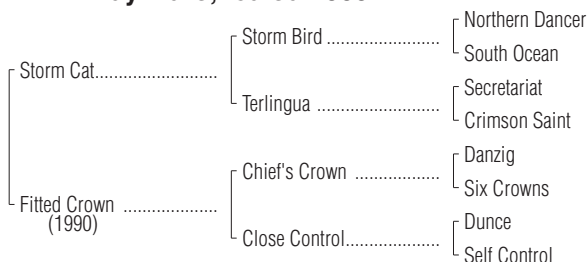 Northern Dancer
Storm Bird ........................
South Ocean
Storm Cat..........................
Secretariat
Terlingua ..........................
Crimson Saint
Danzig
Chief's Crown ..................
Six Crowns
Fitted Crown ....................
(1990)
Dunce
Close Control....................
Self Control